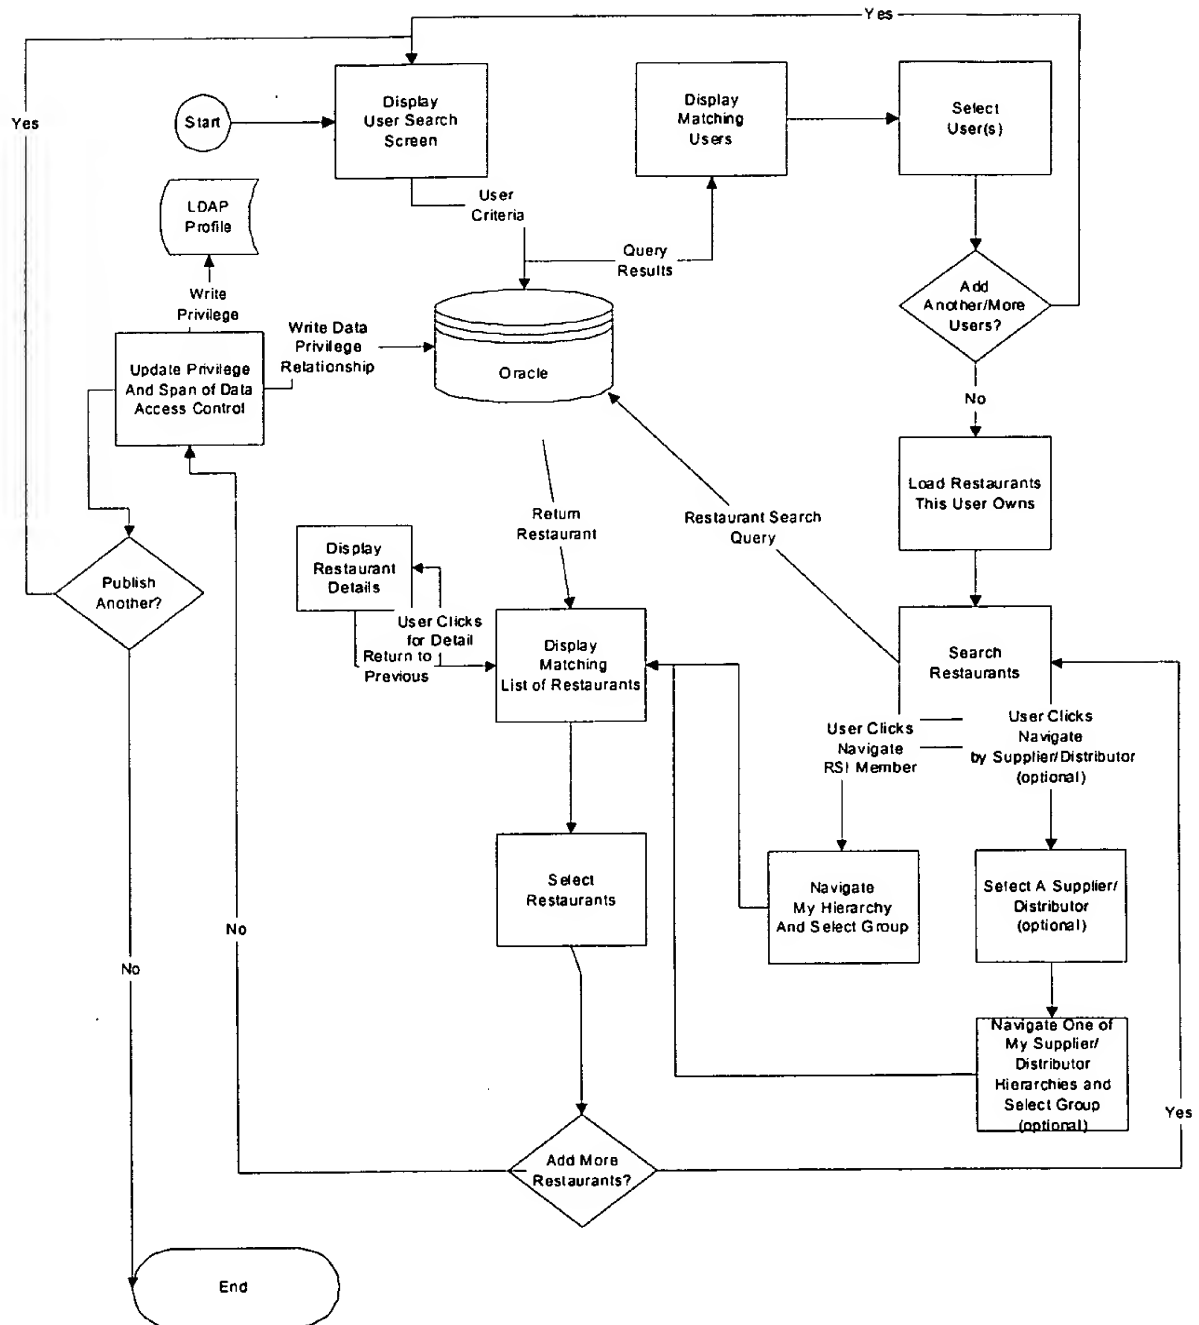 Yes
Yes
Start
Display
User Search
Screen
Display
Matching
Users
Select
User(s)
LDAP
Profile
User
Criteria
Query
Results
Write
Privilege
Write Data
Privilege
Relationship
Add
Another/More
Users?
Update Privilege
And Span of Data
Access Control
Oracle
No
Load Restaurants
This User Owns
Return
Restaurant
Restaurant Search
Query
Display
Restaurant
Details
Publish
Another?
User Clicks
for Detail
Return to
Previous
Display
Matching
List of Restaurants
Search
Restaurants
User Clicks
Navigate
RSI Member
User Clicks
Navigate
by Supplier/Distributor
(optional)
Select
Restaurants
Navigate
My Hierarchy
And Select Group
Select A Supplier/
Distributor
(optional)
No
No
Navigate One of
My Supplier/
Distributor
Hierarchies and
Select Group
(optional)
Yes
Add More
Restaurants?
End